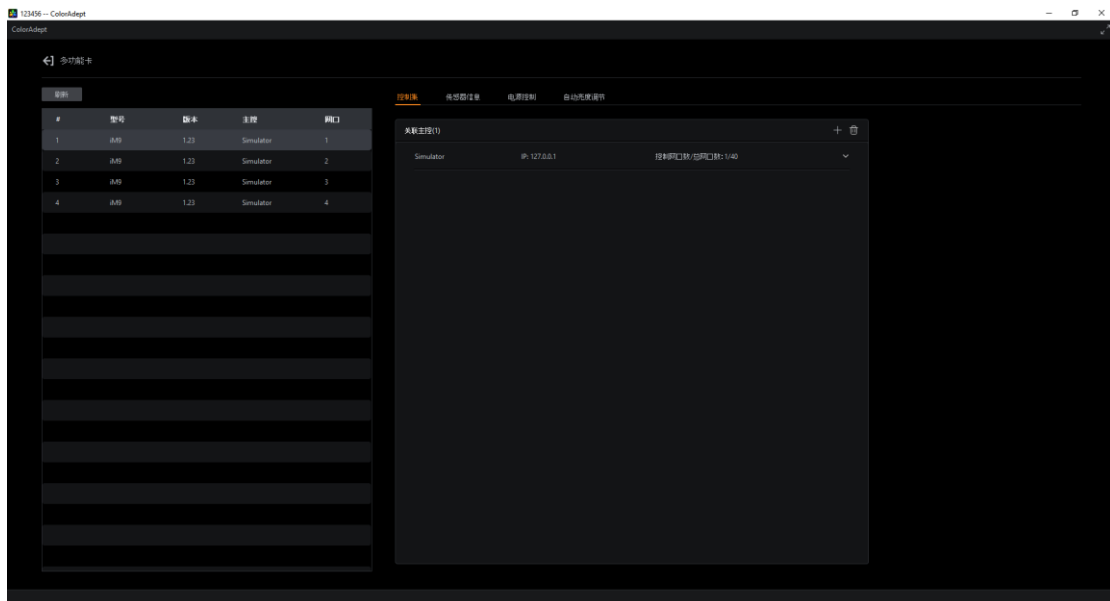 123456 -- ColorAdept
ColorAdept
多功能卡
刷新
# 型号 版本 主控 网口
1 iM9 1.23 Simulator 1
2 iM9 1.23 Simulator 2
3 iM9 1.23 Simulator 3
4 iM9 1.23 Simulator 4
控制集 传感器信息 电源控制 自动亮度调节
关联主控(1)
Simulator IP: 127.0.0.1 控制网口数/总网口数: 1/40